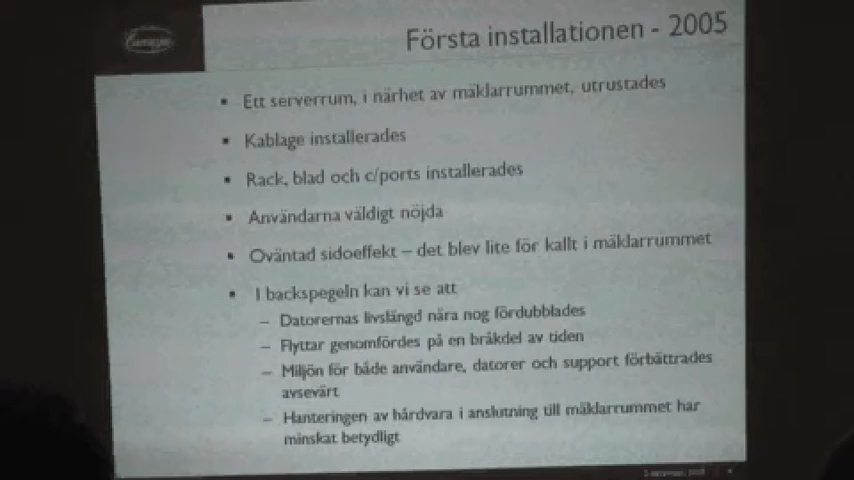 Första installationen - 2005
▪ Ett serverrum, i närhet av mäklarrummet, utrustades
▪ Kablage installerades
▪ Rack, blad och c/ports installerades
▪ Användarna väldigt nöjda
▪ Oväntad sidoeffekt – det blev lite för kallt i mäklarrummet
▪ I backspegeln kan vi se att
– Datorernas livslängd nära nog fördubblades
– Flyttar genomfördes på en bråkdel av tiden
– Miljön för både användare, datorer och support förbättrades
avsevärt
– Hanteringen av hårdvara i anslutning till mäklarrummet har
minskat betydligt